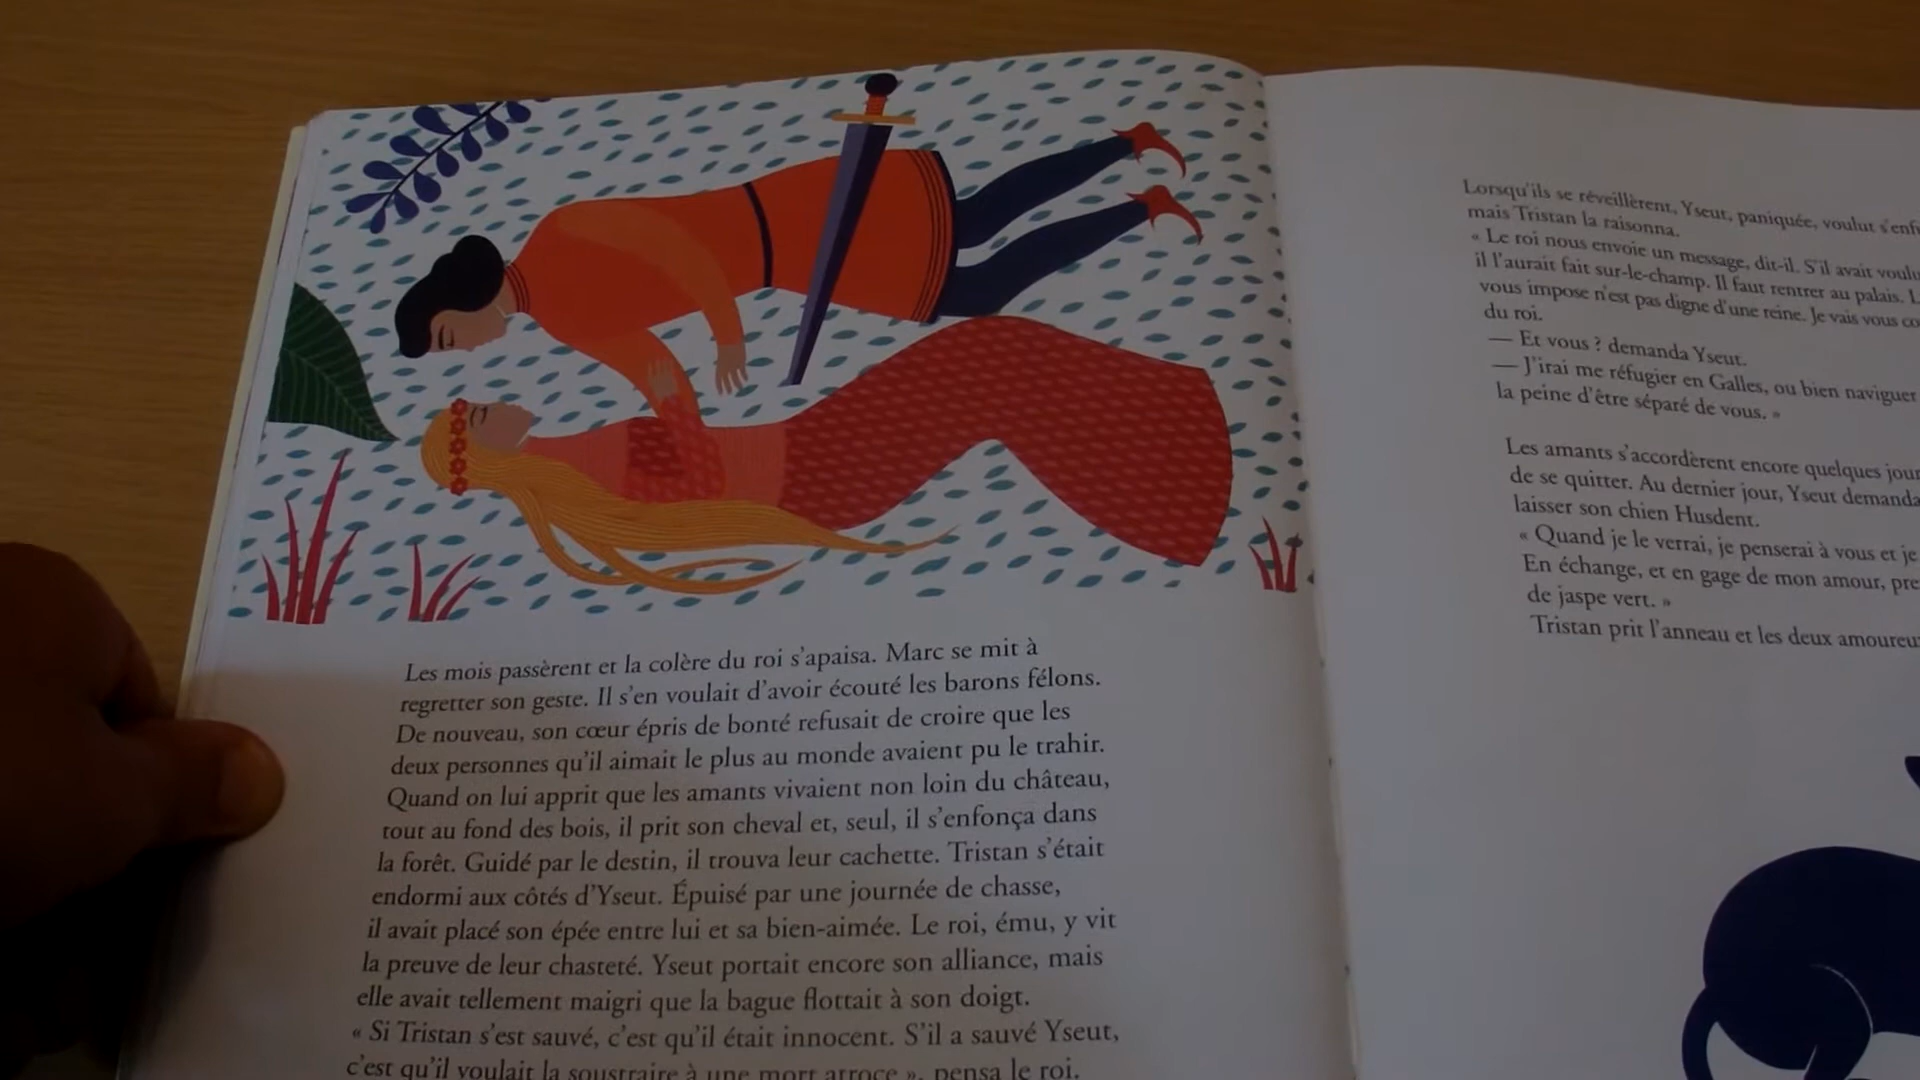 Les mois passèrent et la colère du roi s'apaisa. Marc se mit à
regretter son geste. Il s'en voulait d'avoir écouté les barons félons.
De nouveau, son cœur épris de bonté refusait de croire que les
deux personnes qu'il aimait le plus au monde avaient pu le trahir.
Quand on lui apprit que les amants vivaient non loin du château,
tout au fond des bois, il prit son cheval et, seul, il s'enfonça dans
la forêt. Guidé par le destin, il trouva leur cachette. Tristan s'était
endormi aux côtés d'Yseut. Épuisé par une journée de chasse,
il avait placé son épée entre lui et sa bien-aimée. Le roi, ému, y vit
la preuve de leur chasteté. Yseut portait encore son alliance, mais
elle avait tellement maigri que la bague flottait à son doigt.
« Si Tristan s'est sauvé, c'est qu'il était innocent. S'il a sauvé Yseut,
c'est qu'il voulait la soustraire à une mort atroce », pensa le roi.
Lorsqu'ils se réveillèrent, Yseut, paniquée, voulut
mais Tristan la raisonna.
« Le roi nous envoie un message, dit-il. S'il avait
il l'aurait fait sur-le-champ. Il faut rentrer au palais.
vous impose n'est pas digne d'une reine. Je vais vous
du roi.
— Et vous ? demanda Yseut.
— J'irai me réfugier en Galles, ou bien naviguer
la peine d'être séparé de vous. »
Les amants s'accordèrent encore quelques
de se quitter. Au dernier jour, Yseut
laisser son chien Husdent.
« Quand je le verrai, je penserai à vous et je
En échange, et en gage de mon amour,
de jaspe vert. »
Tristan prit l'anneau et les deux